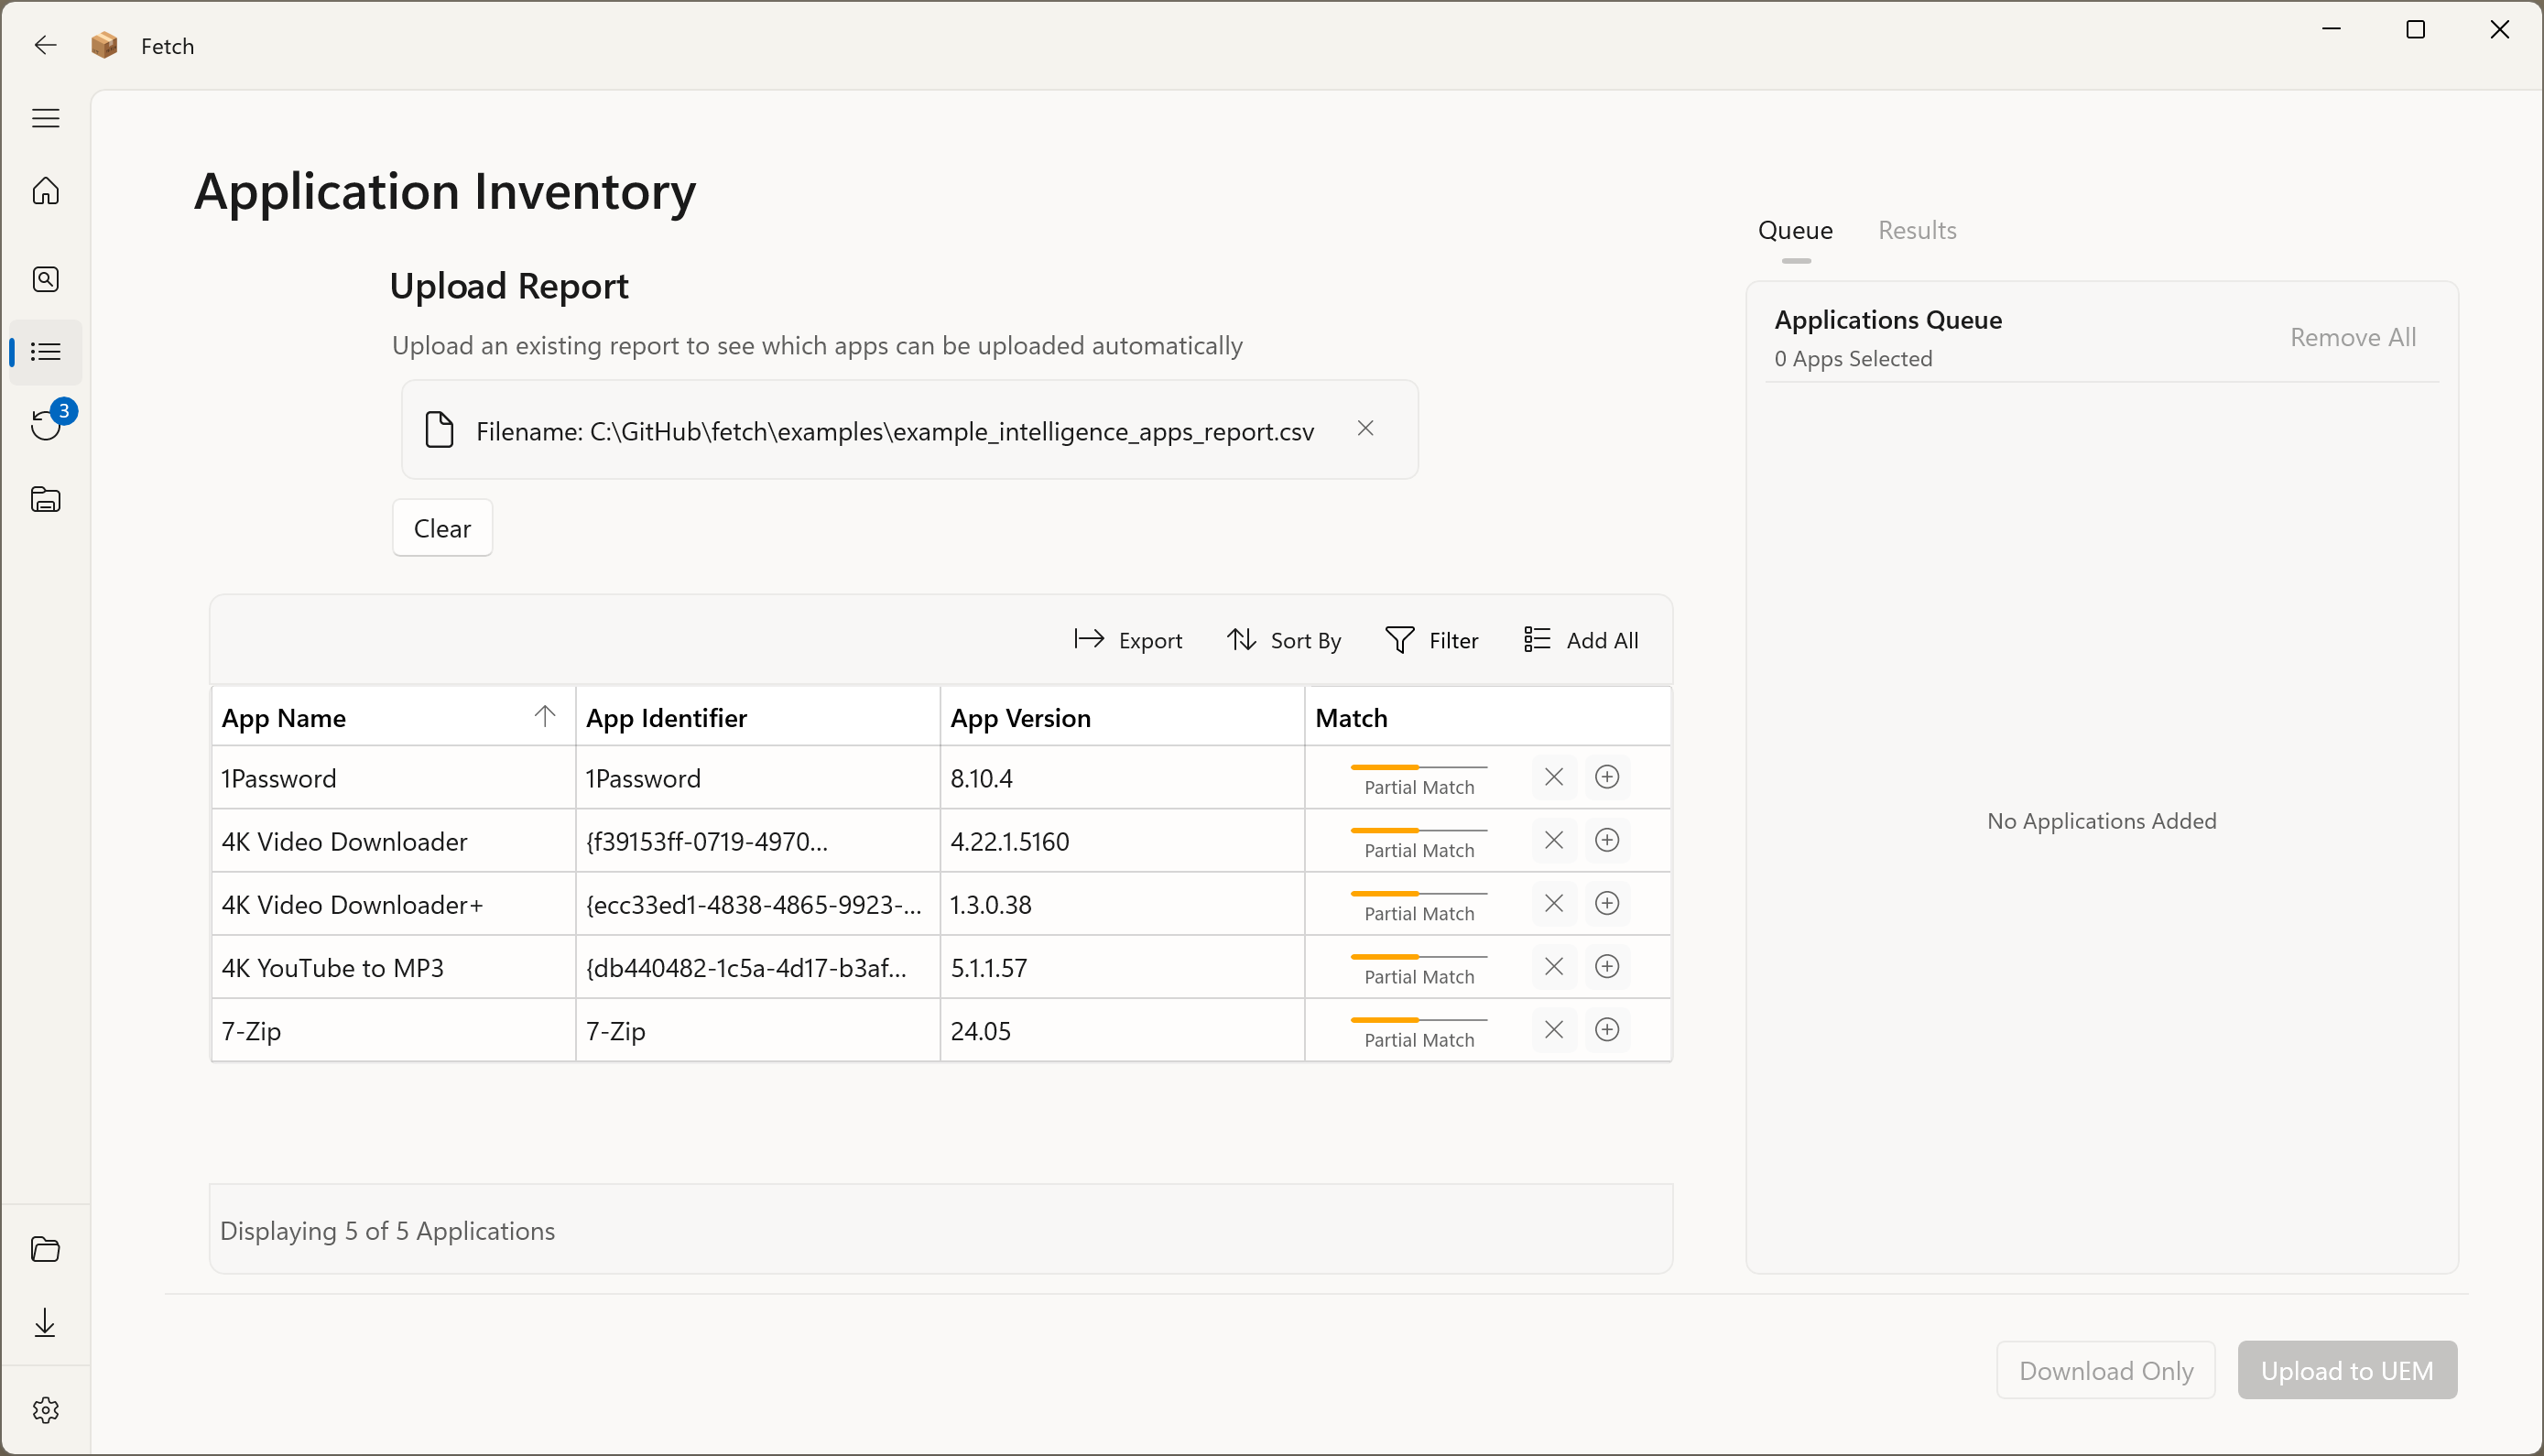 Fetch
Application Inventory
Upload Report
Upload an existing report to see which apps can be uploaded automatically
Filename: C:\GitHub\fetch\examples\example_intelligence_apps_report.csv
Clear
3
Export Sort By Filter Add All
App Name App Identifier App Version Match
1Password 1Password 8.10.4 Partial Match
4K Video Downloader {f39153ff-0719-4970... 4.22.1.5160 Partial Match
4K Video Downloader+ {ecc33ed1-4838-4865-9923-... 1.3.0.38 Partial Match
4K YouTube to MP3 {db440482-1c5a-4d17-b3af... 5.1.1.57 Partial Match
7-Zip 7-Zip 24.05 Partial Match
Displaying 5 of 5 Applications
Queue Results
Applications Queue
Remove All
0 Apps Selected
No Applications Added
Download Only Upload to UEM